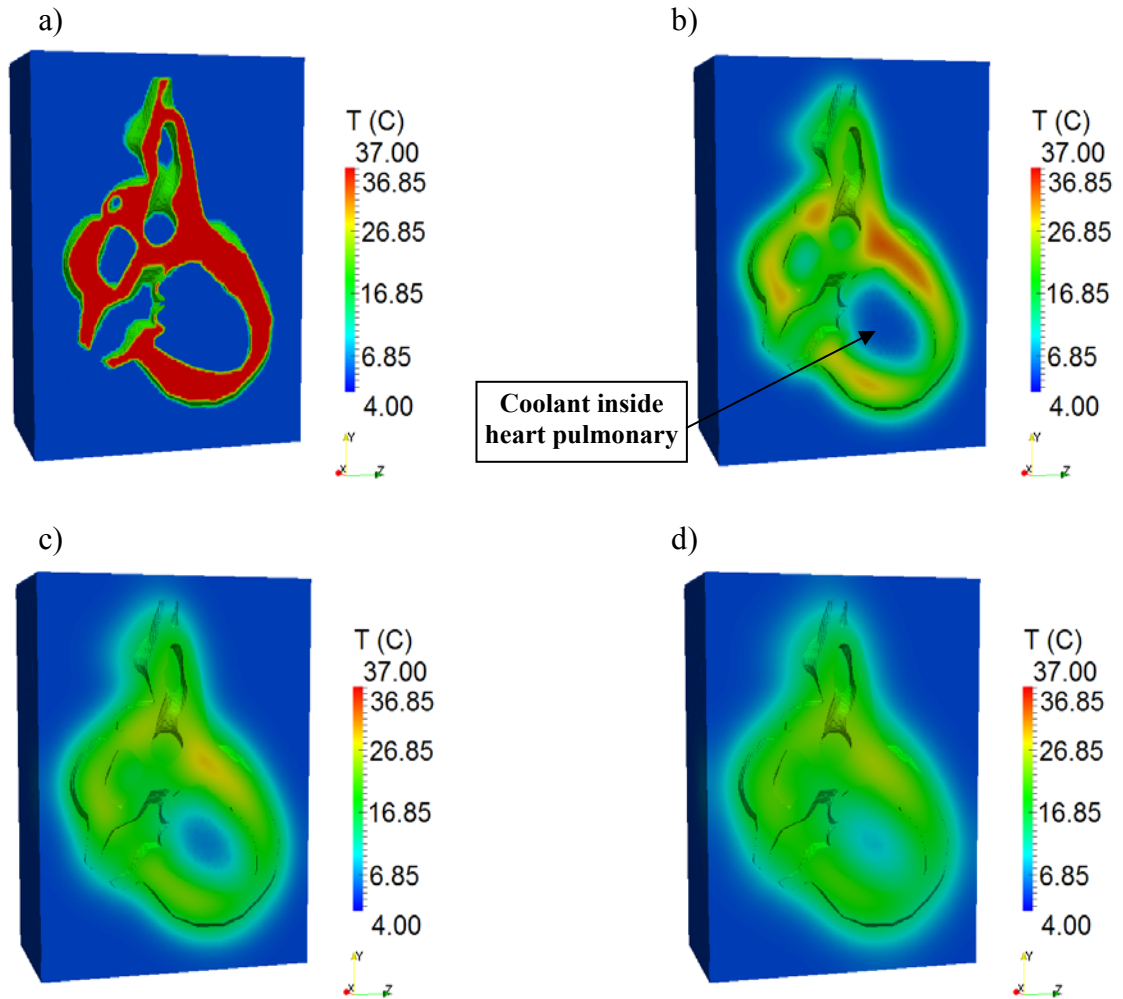 a)
T (C)
37.00
36.85
26.85
16.85
6.85
4.00
Y
X
Z
b)
T (C)
37.00
36.85
26.85
16.85
6.85
4.00
Y
X
Z
Coolant inside
heart pulmonary
c)
T (C)
37.00
36.85
26.85
16.85
6.85
4.00
Y
X
Z
d)
T (C)
37.00
36.85
26.85
16.85
6.85
4.00
Y
X
Z